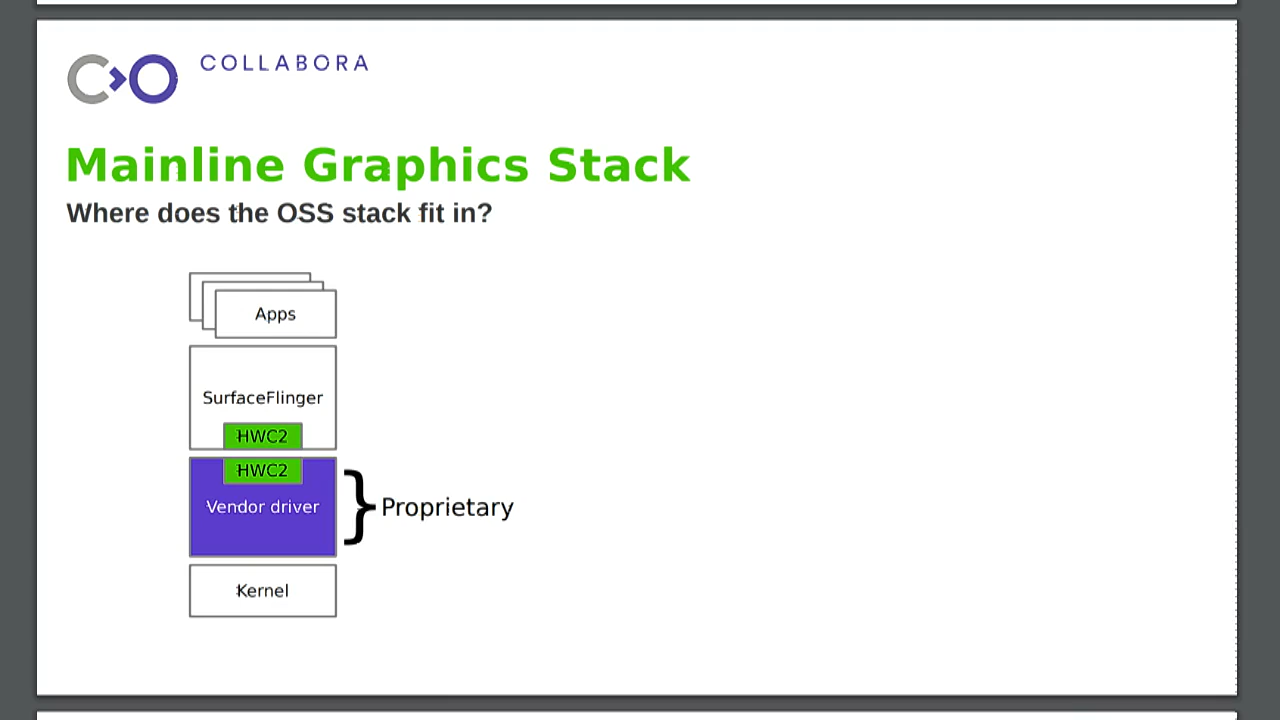 COLLABORA
Mainline Graphics Stack
Where does the OSS stack fit in?
Apps
SurfaceFlinger
HWC2
HWC2
Vendor driver
} Proprietary
Kernel